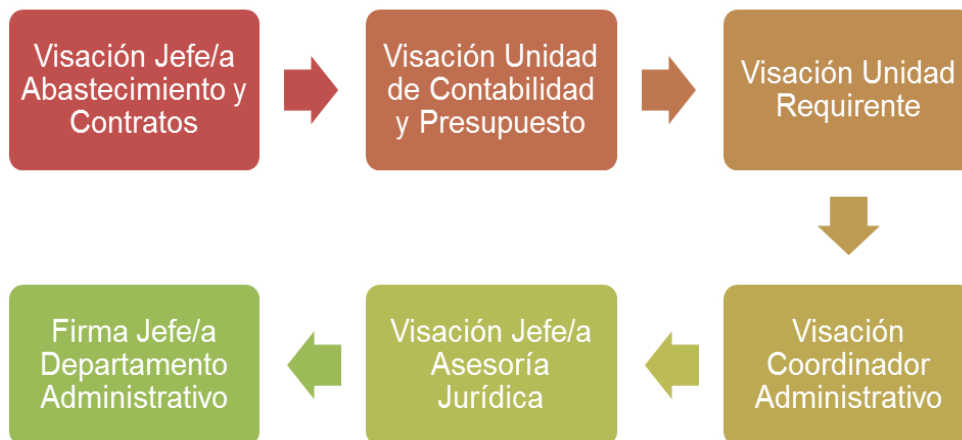 Visación Jefe/a
Abastecimiento y
Contratos
Visación Unidad
de Contabilidad
y Presupuesto
Visación Unidad
Requirente
Visación
Coordinador
Administrativo
Visación Jefe/a
Asesoría
Jurídica
Firma Jefe/a
Departamento
Administrativo